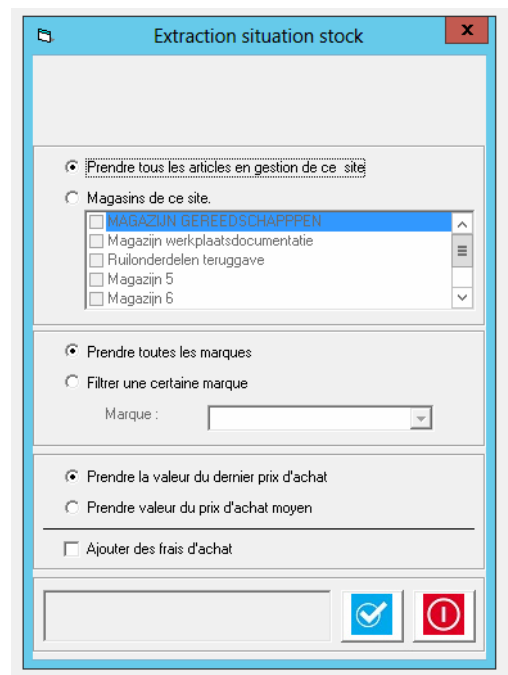 Extraction situation stock
x
Prendre tous les articles en gestion de ce site
Magasins de ce site.
MAGAZIJN GEREEDSCHAPPPEN
Magazijn werkplaatsdocumentatie
Ruilonderdelen teruggave
Magazijn 5
Magazijn 6
Prendre toutes les marques
Filtrer une certaine marque
Marque :
Prendre la valeur du dernier prix d'achat
Prendre valeur du prix d'achat moyen
Ajouter des frais d'achat